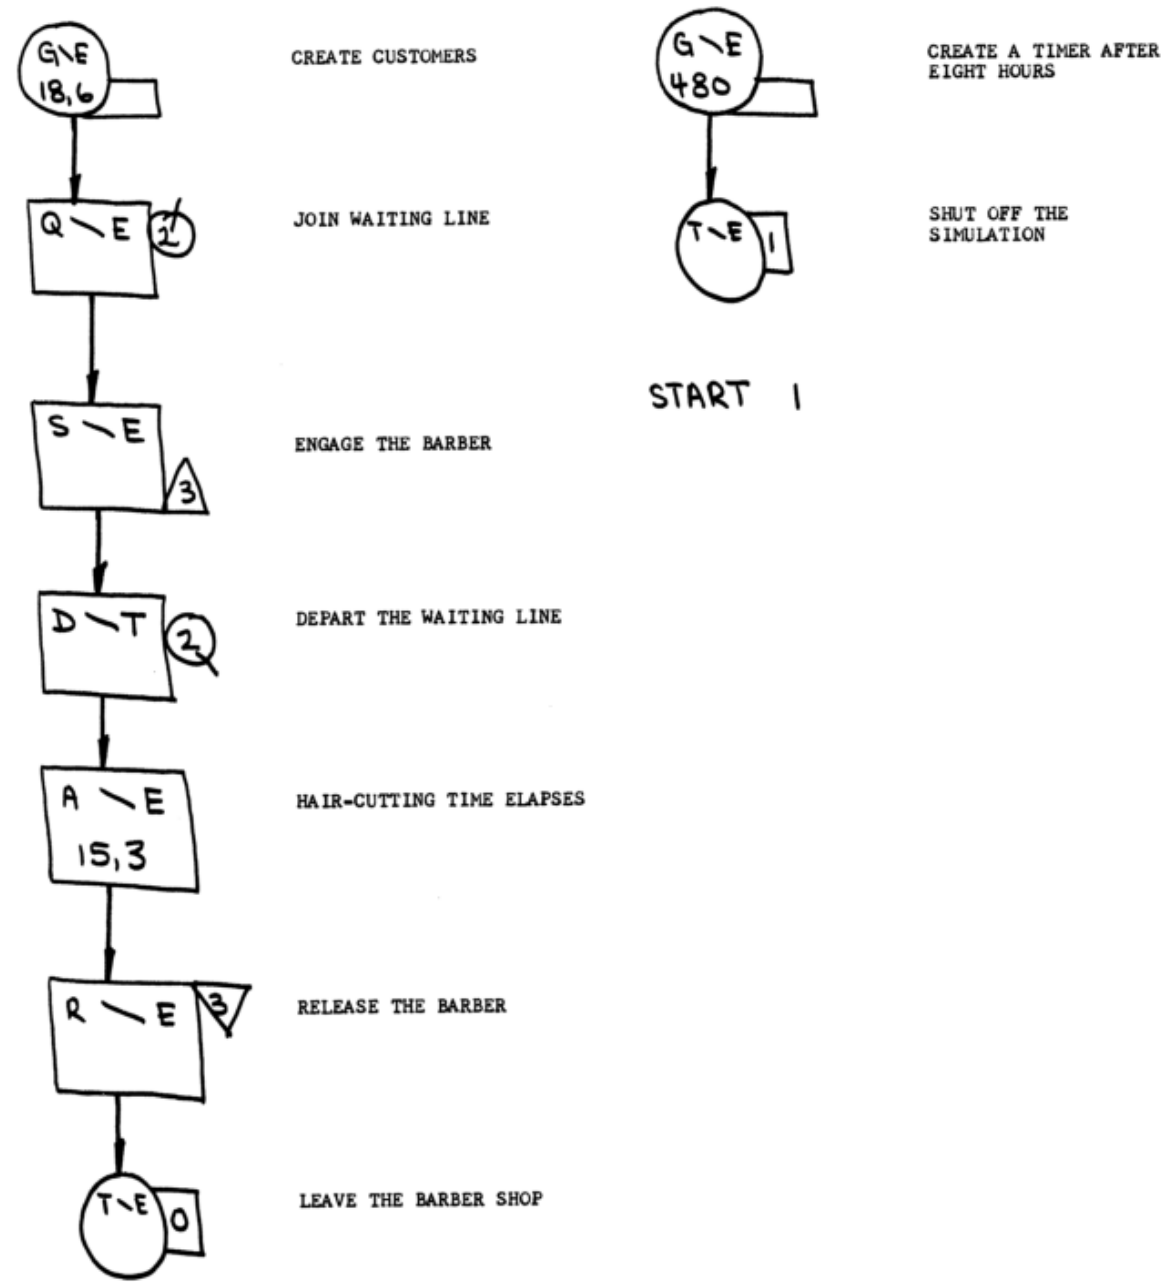 G\E
18,6
CREATE CUSTOMERS
Q\E
2
JOIN WAITING LINE
S\E
3
ENGAGE THE BARBER
D\T
2
DEPART THE WAITING LINE
A\E
15,3
HAIR-CUTTING TIME ELAPSES
R\E
3
RELEASE THE BARBER
T\E
0
LEAVE THE BARBER SHOP
G\E
480
CREATE A TIMER AFTER
EIGHT HOURS
T\E
1
SHUT OFF THE
SIMULATION
START 1